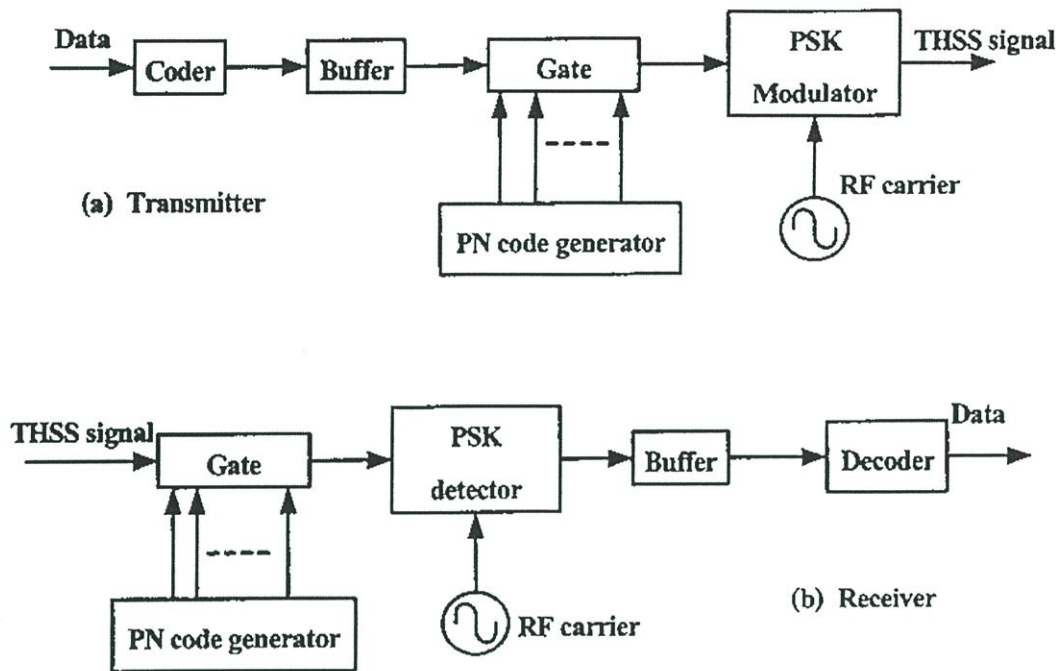 Data
Coder
Buffer
Gate
PSK
Modulator
THSS signal
RF carrier
(a) Transmitter
PN code generator
THSS signal
Gate
PSK
detector
Buffer
Decoder
Data
RF carrier
(b) Receiver
PN code generator